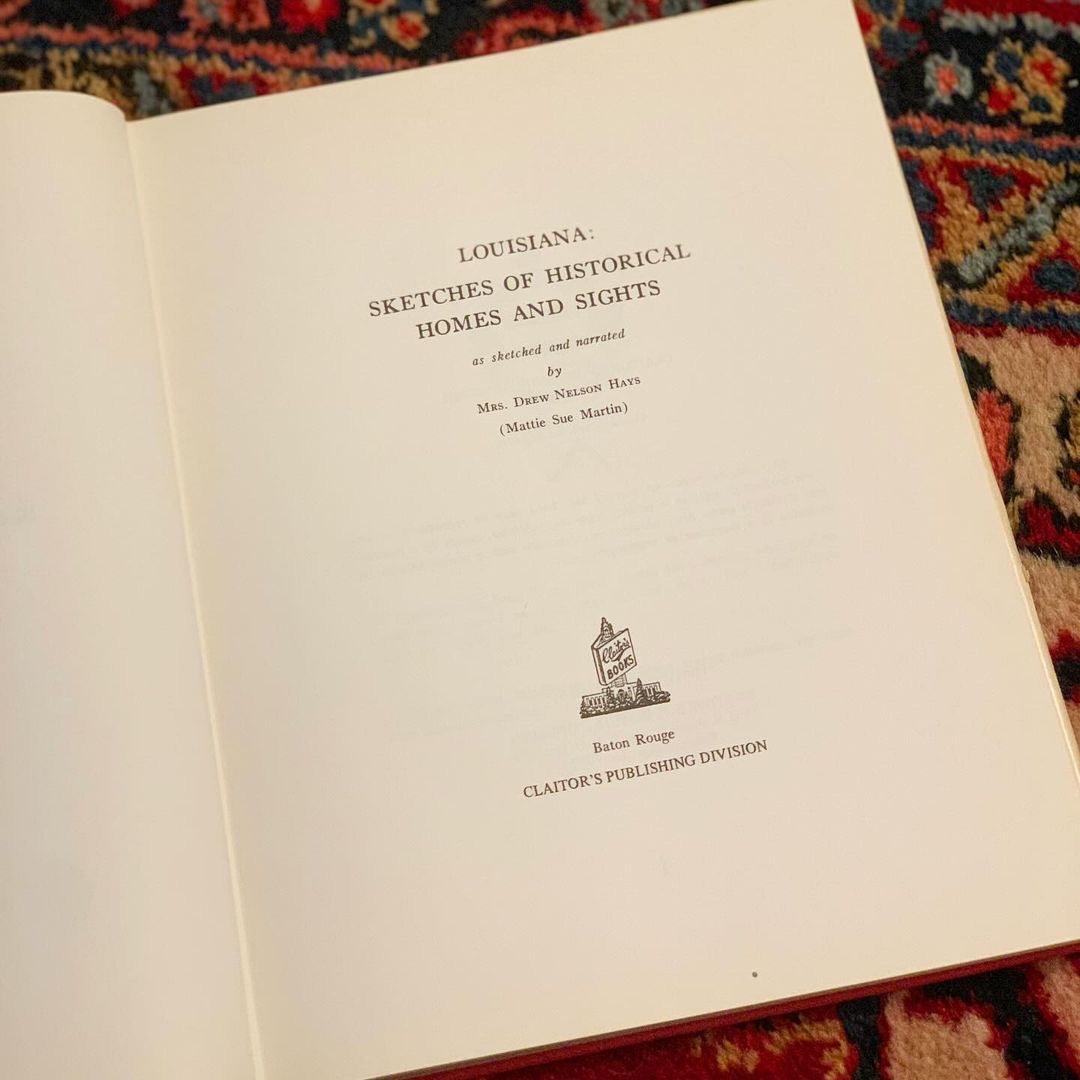 LOUISIANA:
SKETCHES OF HISTORICAL
HOMES AND SIGHTS
as sketched and narrated
by
MRS. DREW NELSON HAYS
(Mattie Sue Martin)
Claitor's
BOOKS
Baton Rouge
CLAITOR'S PUBLISHING DIVISION